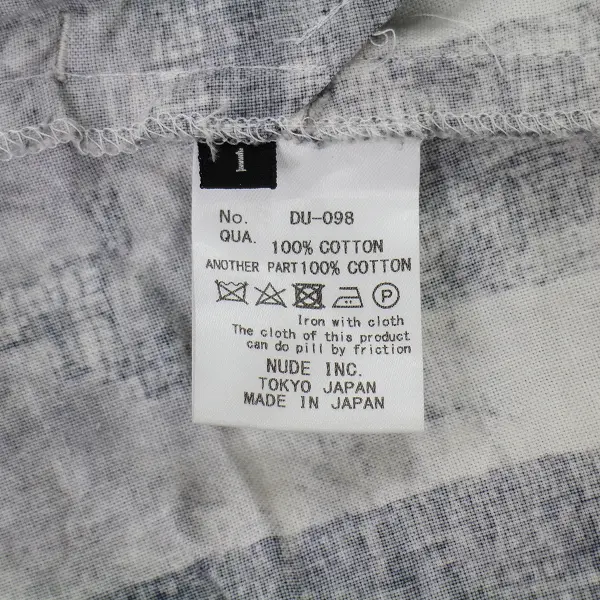 1
No. DU-098
QUA. 100% COTTON
ANOTHER PART100% COTTON
P
Iron with cloth
The cloth of this product
can do pill by friction
NUDE INC.
TOKYO JAPAN
MADE IN JAPAN